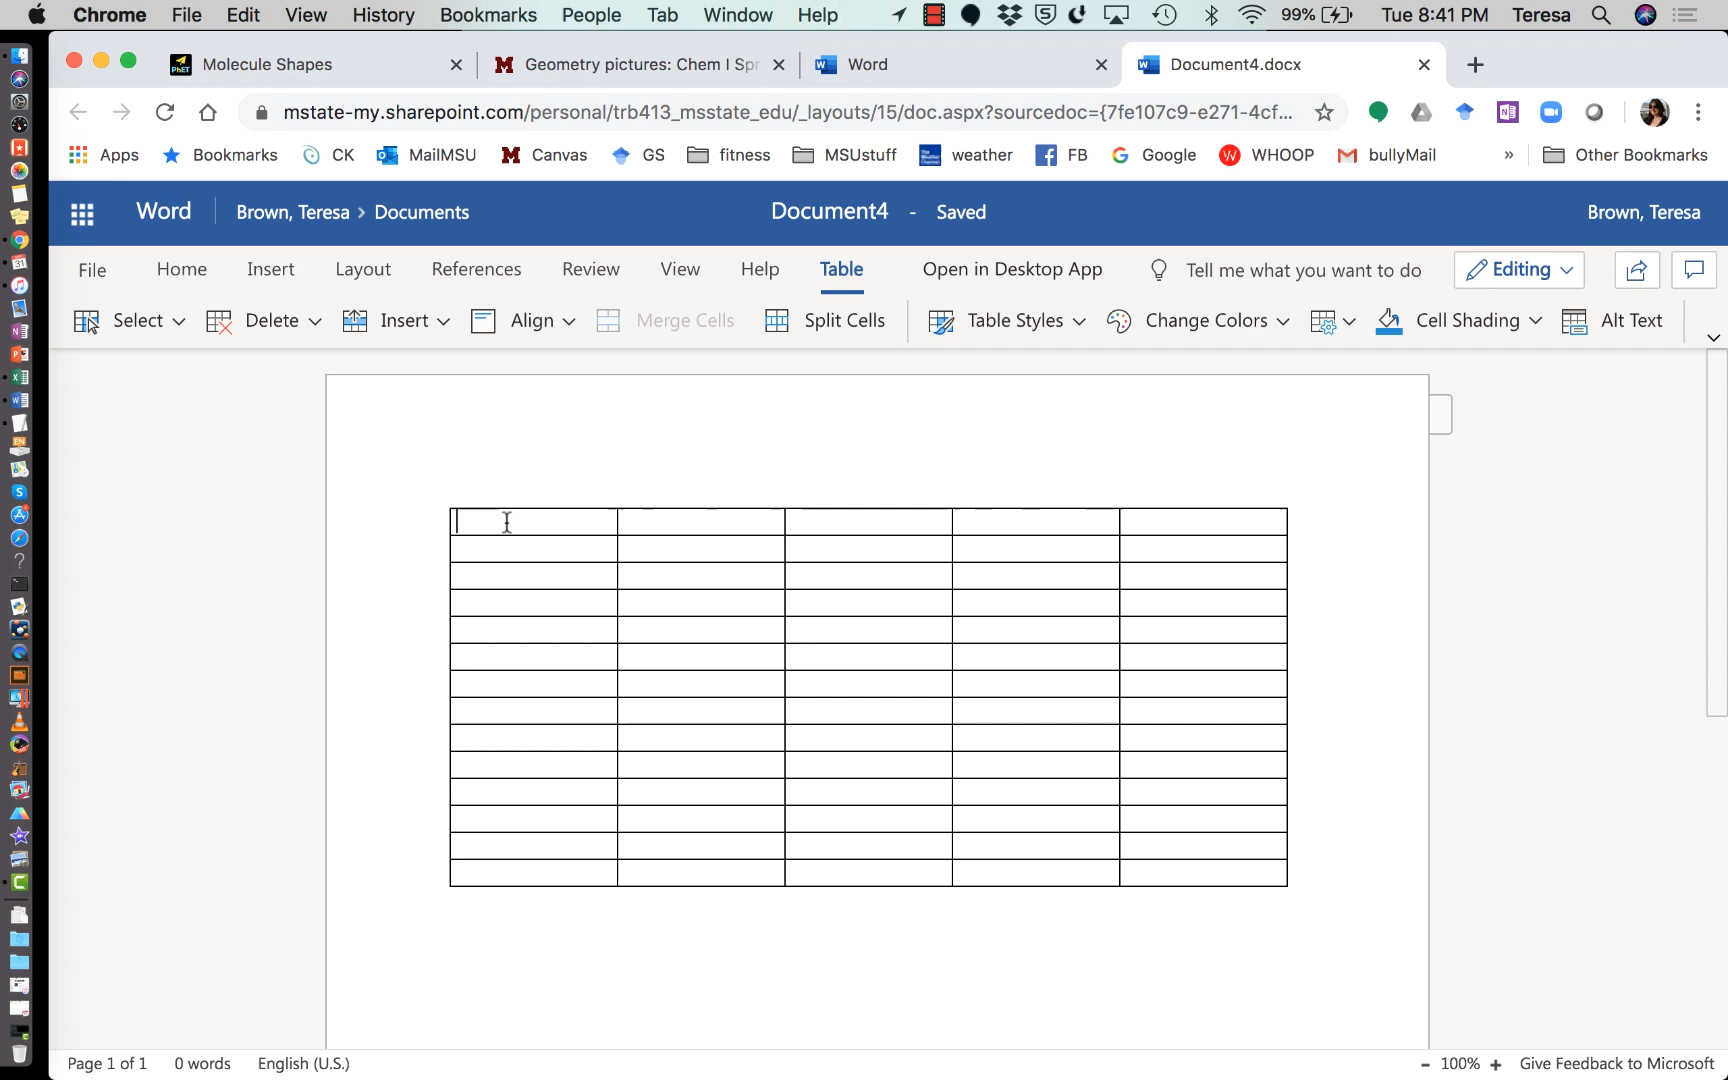 Chrome File Edit View History Bookmarks People Tab Window Help 99% Tue 8:41 PM Teresa
Molecule Shapes Geometry pictures: Chem I Spr Word Document4.docx
mstate-my.sharepoint.com/personal/trb413_msstate_edu/_layouts/15/doc.aspx?sourcedoc={7fe107c9-e271-4cf...
Apps Bookmarks CK MailMSU Canvas GS fitness MSUstuff weather FB Google WHOOP bullyMail » Other Bookmarks
Word Brown, Teresa > Documents Document4 - Saved Brown, Teresa
File Home Insert Layout References Review View Help Table Open in Desktop App Tell me what you want to do Editing
Select Delete Insert Align Merge Cells Split Cells Table Styles Change Colors Cell Shading Alt Text
Page 1 of 1 0 words English (U.S.) - 100% + Give Feedback to Microsoft